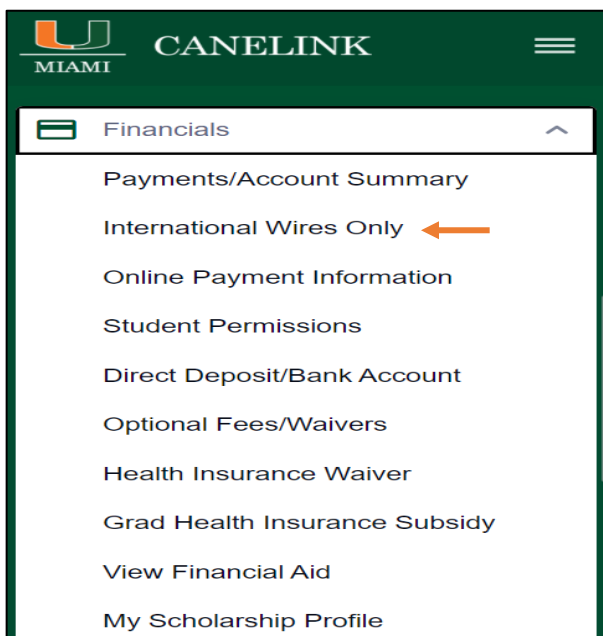 CANELINK
MIAMI
Financials
Payments/Account Summary
International Wires Only
Online Payment Information
Student Permissions
Direct Deposit/Bank Account
Optional Fees/Waivers
Health Insurance Waiver
Grad Health Insurance Subsidy
View Financial Aid
My Scholarship Profile